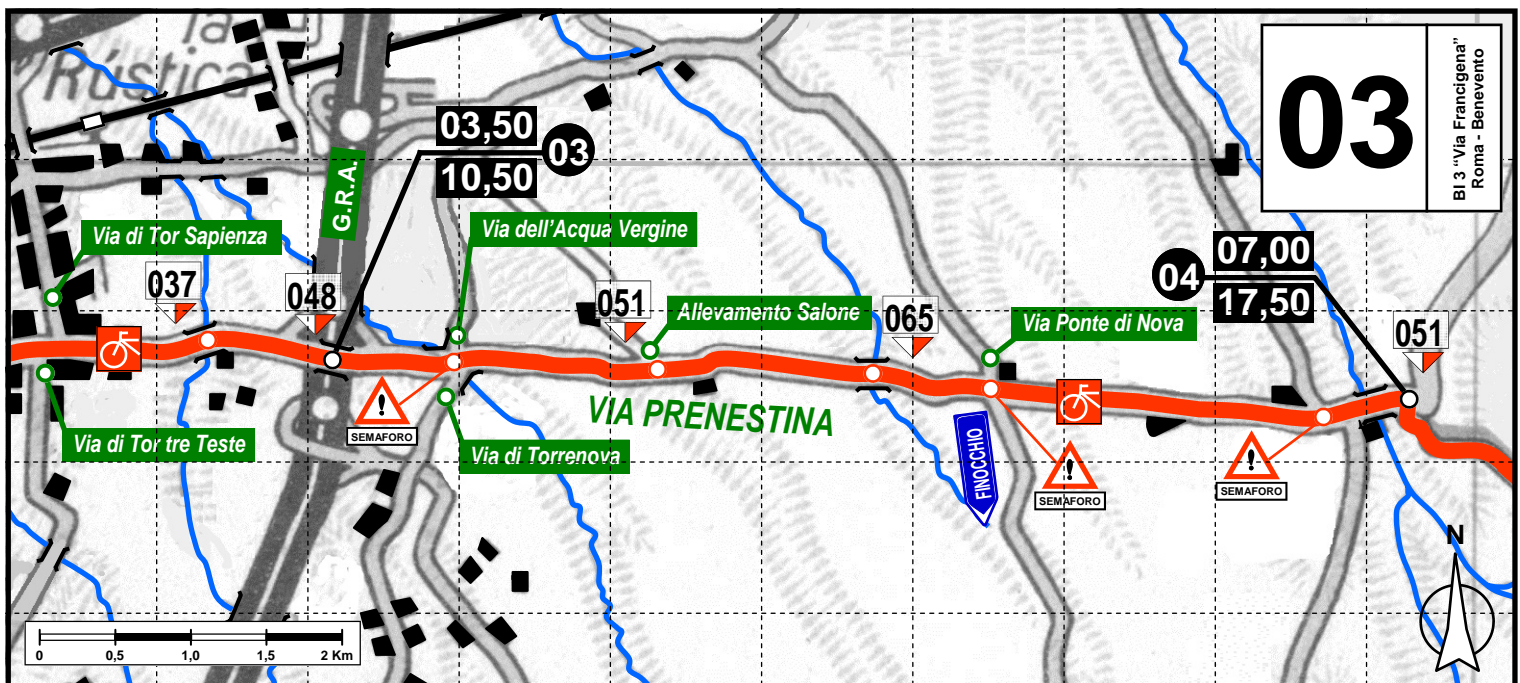 la
Rústica
03
BI 3 “Via Francigena”
Roma - Benevento
03,50
10,50
03
G.R.A.
Via di Tor Sapienza
Via dell'Acqua Vergine
07,00
17,50
04
037
048
051
Allevamento Salone
065
Via Ponte di Nova
051
SEMAFORO
VIA PRENESTINA
Via di Tor tre Teste
Via di Torrenova
FINOCCHIO
SEMAFORO
SEMAFORO
N
0 0,5 1,0 1,5 2 Km